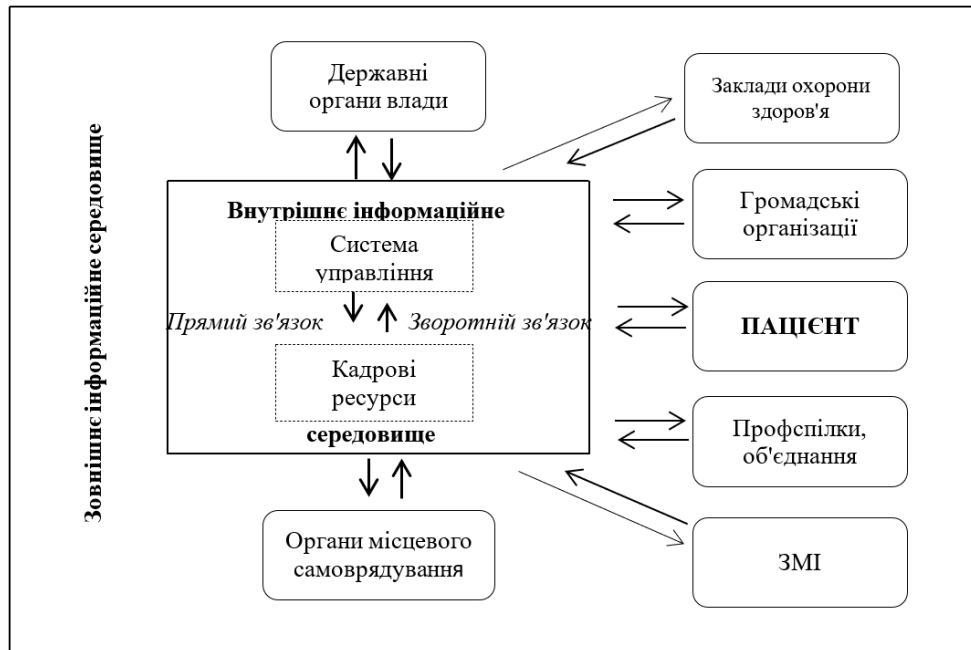 Зовнішнє інформаційне середовище
Державні
органи влади
Заклади охорони
здоров'я
Внутрішнє інформаційне
Система
управління
Прямий зв'язок
Зворотній зв'язок
Кадрові
ресурси
середовище
Громадські
організації
ПАЦІЄНТ
Профспілки,
об'єднання
Органи місцевого
самоврядування
ЗМІ